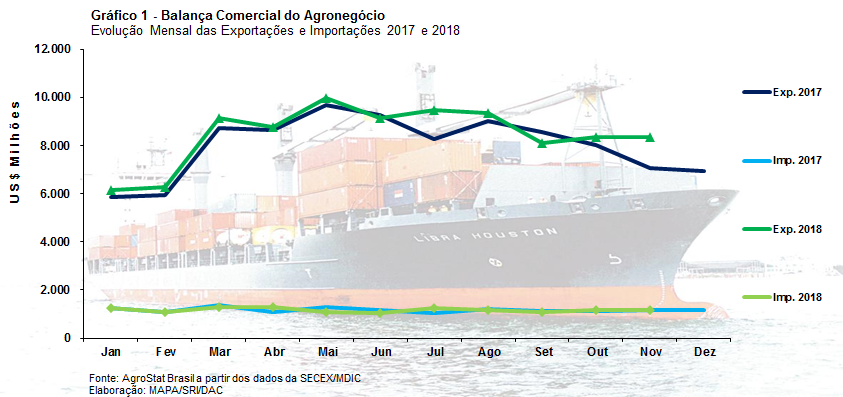 Gráfico 1 - Balança Comercial do Agronegócio
Evolução Mensal das Exportações e Importações 2017 e 2018
US$ Milhões
12.000
10.000
8.000
6.000
4.000
2.000
0
Jan Fev Mar Abr Mai Jun Jul Ago Set Out Nov Dez
Exp. 2017
Imp. 2017
Exp. 2018
Imp. 2018
LIBRA HOUSTON
Fonte: AgroStat Brasil a partir dos dados da SECEX/MDIC
Elaboração: MAPA/SRI/DAC